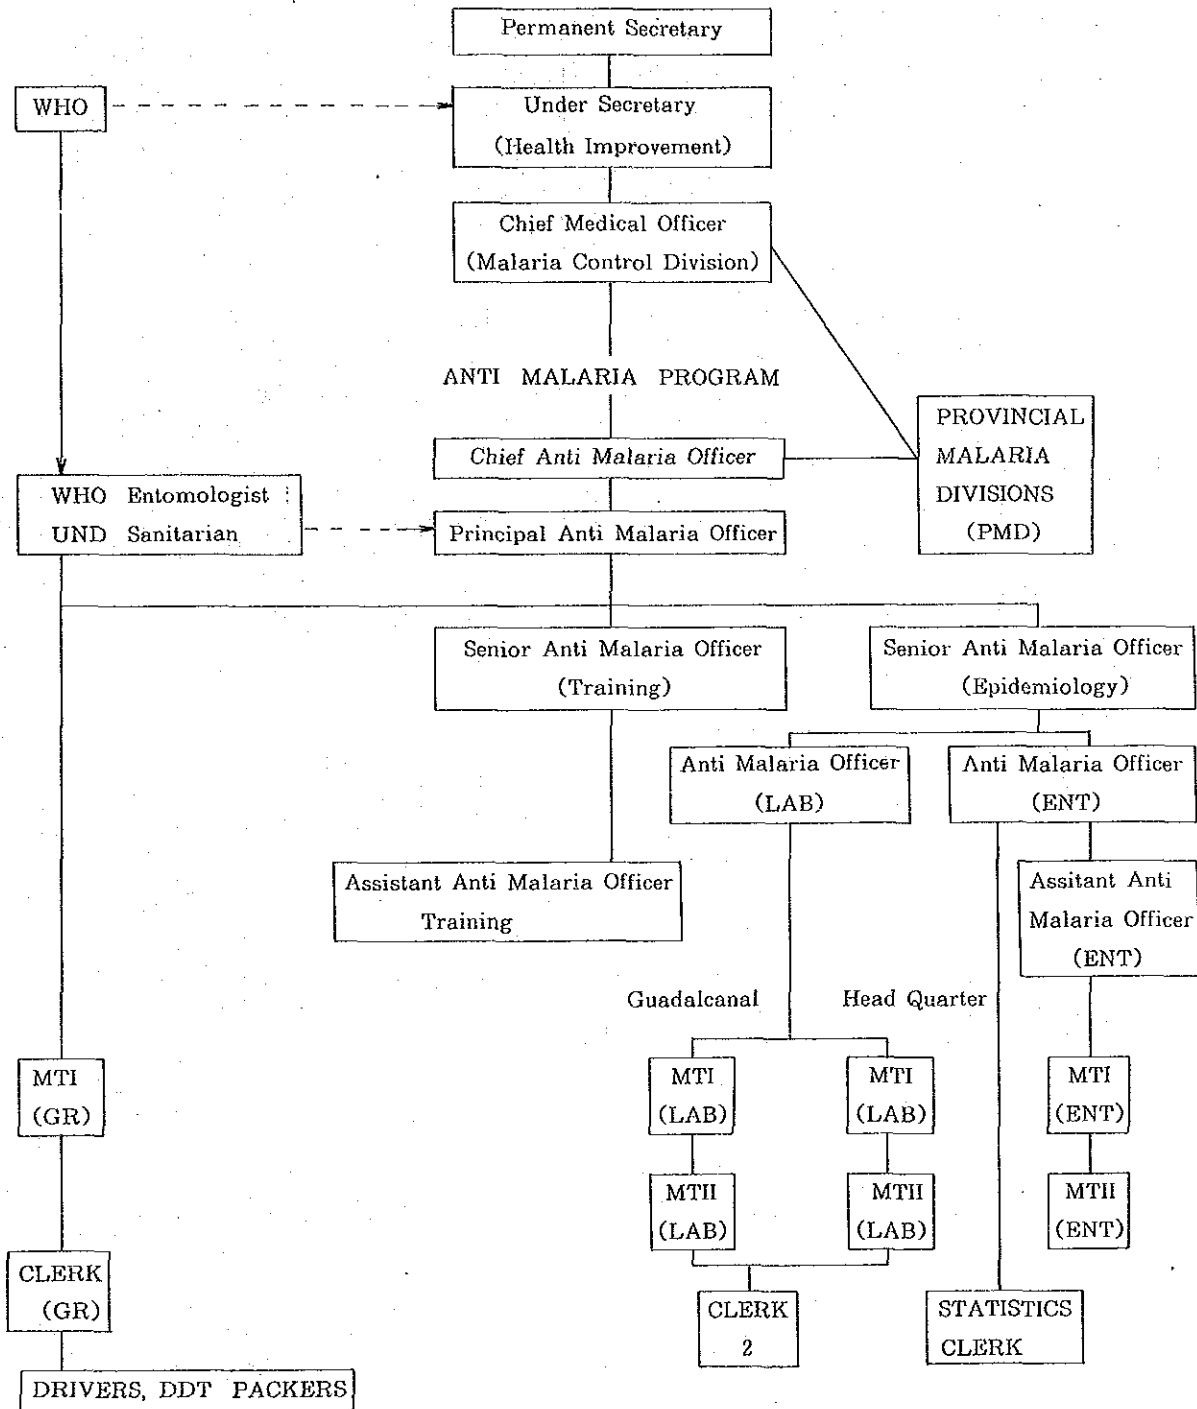 Permanent Secretary
WHO
Under Secretary
(Health Improvement)
Chief Medical Officer
(Malaria Control Division)
ANTI MALARIA PROGRAM
PROVINCIAL
MALARIA
DIVISIONS
(PMD)
Chief Anti Malaria Officer
WHO Entomologist
UND Sanitarian
Principal Anti Malaria Officer
Senior Anti Malaria Officer
(Training)
Senior Anti Malaria Officer
(Epidemiology)
Anti Malaria Officer
(LAB)
Anti Malaria Officer
(ENT)
Assistant Anti Malaria Officer
Training
Assitant Anti
Malaria Officer
(ENT)
Guadalcanal
Head Quarter
MTI
(GR)
MTI
(LAB)
MTI
(LAB)
MTI
(ENT)
MTII
(LAB)
MTII
(LAB)
MTII
(ENT)
CLERK
(GR)
CLERK
2
STATISTICS
CLERK
DRIVERS, DDT PACKERS